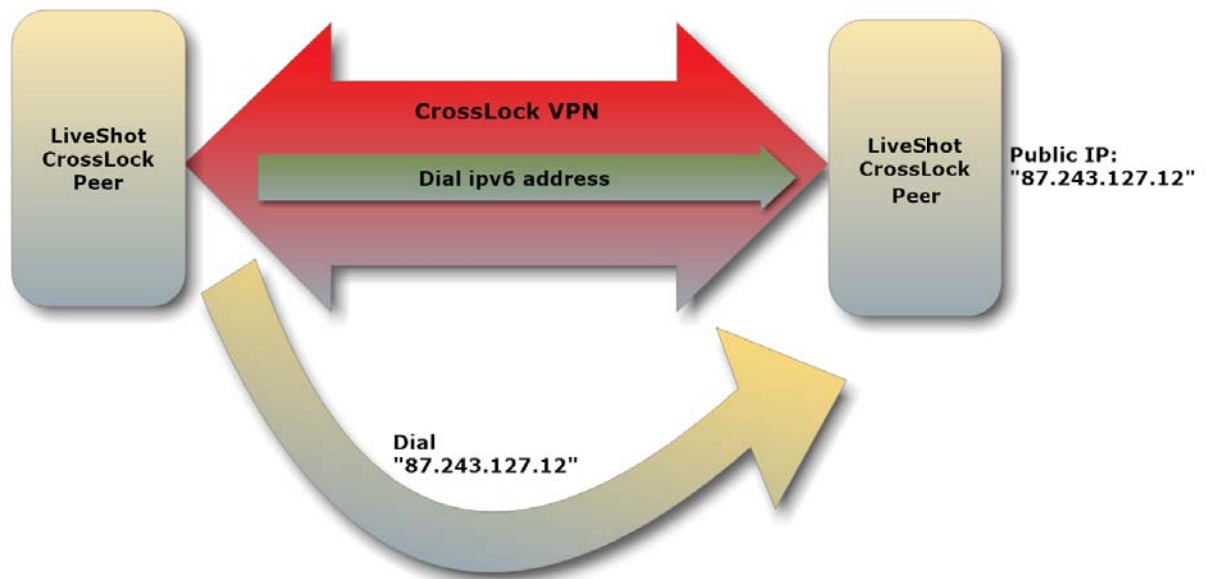 LiveShot
CrossLock
Peer
CrossLock VPN
Dial ipv6 address
LiveShot
CrossLock
Peer
Public IP:
"87.243.127.12"
Dial
"87.243.127.12"